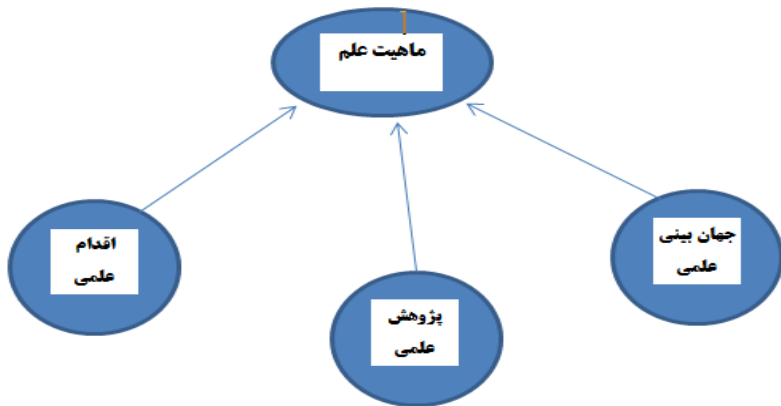 ماهیت علم
جهان بینی
علمی
پژوهش
علمی
اقدام
علمی